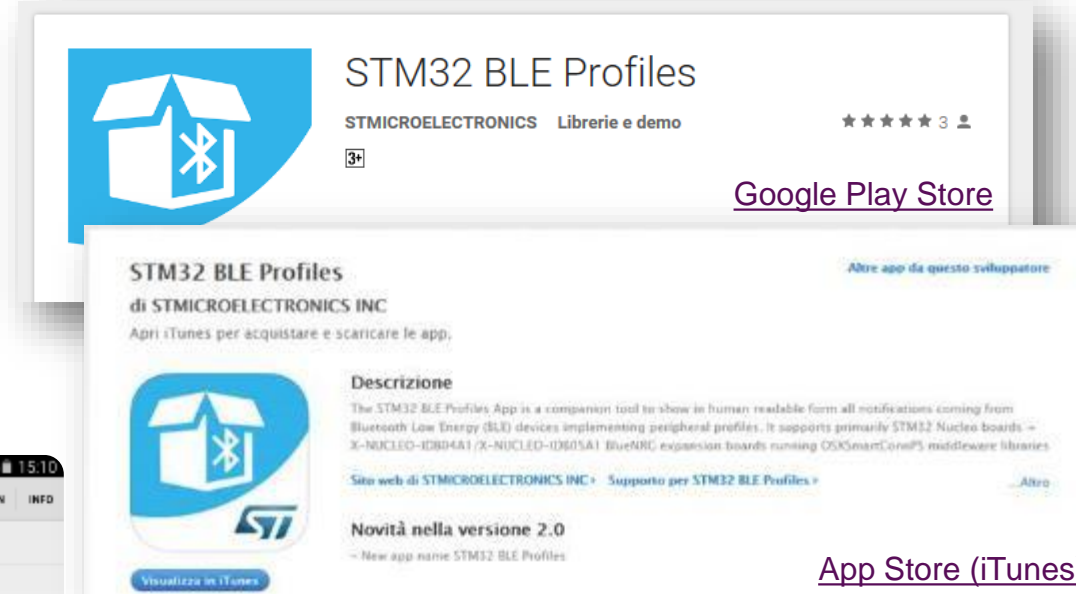 STM32 BLE Profiles
STMICROELECTRONICS Librerie e demo
3
3+
Google Play Store
STM32 BLE Profiles
Altre app da questo sviluppatore
di STMICROELECTRONICS INC
Apri iTunes per acquistare e scaricare le app.
Descrizione
The STM32 BLE Profiles App is a companion tool to show in human readable form all notifications coming from
Bluetooth Low Energy (BLE) devices implementing peripheral profiles. It supports primarily STM32 Nucleo boards -
X-NUCLEO-IDB04A1/X-NUCLEO-IDB05A1 BlueNRG expansion boards running middleware libraries
Sito web di STMICROELECTRONICS INC Supporto per STM32 BLE Profiles
...Altro
ST
Novità nella versione 2.0
- New app name STM32 BLE Profiles
Visualizza in iTunes
App Store (iTunes
15:10
N INFO